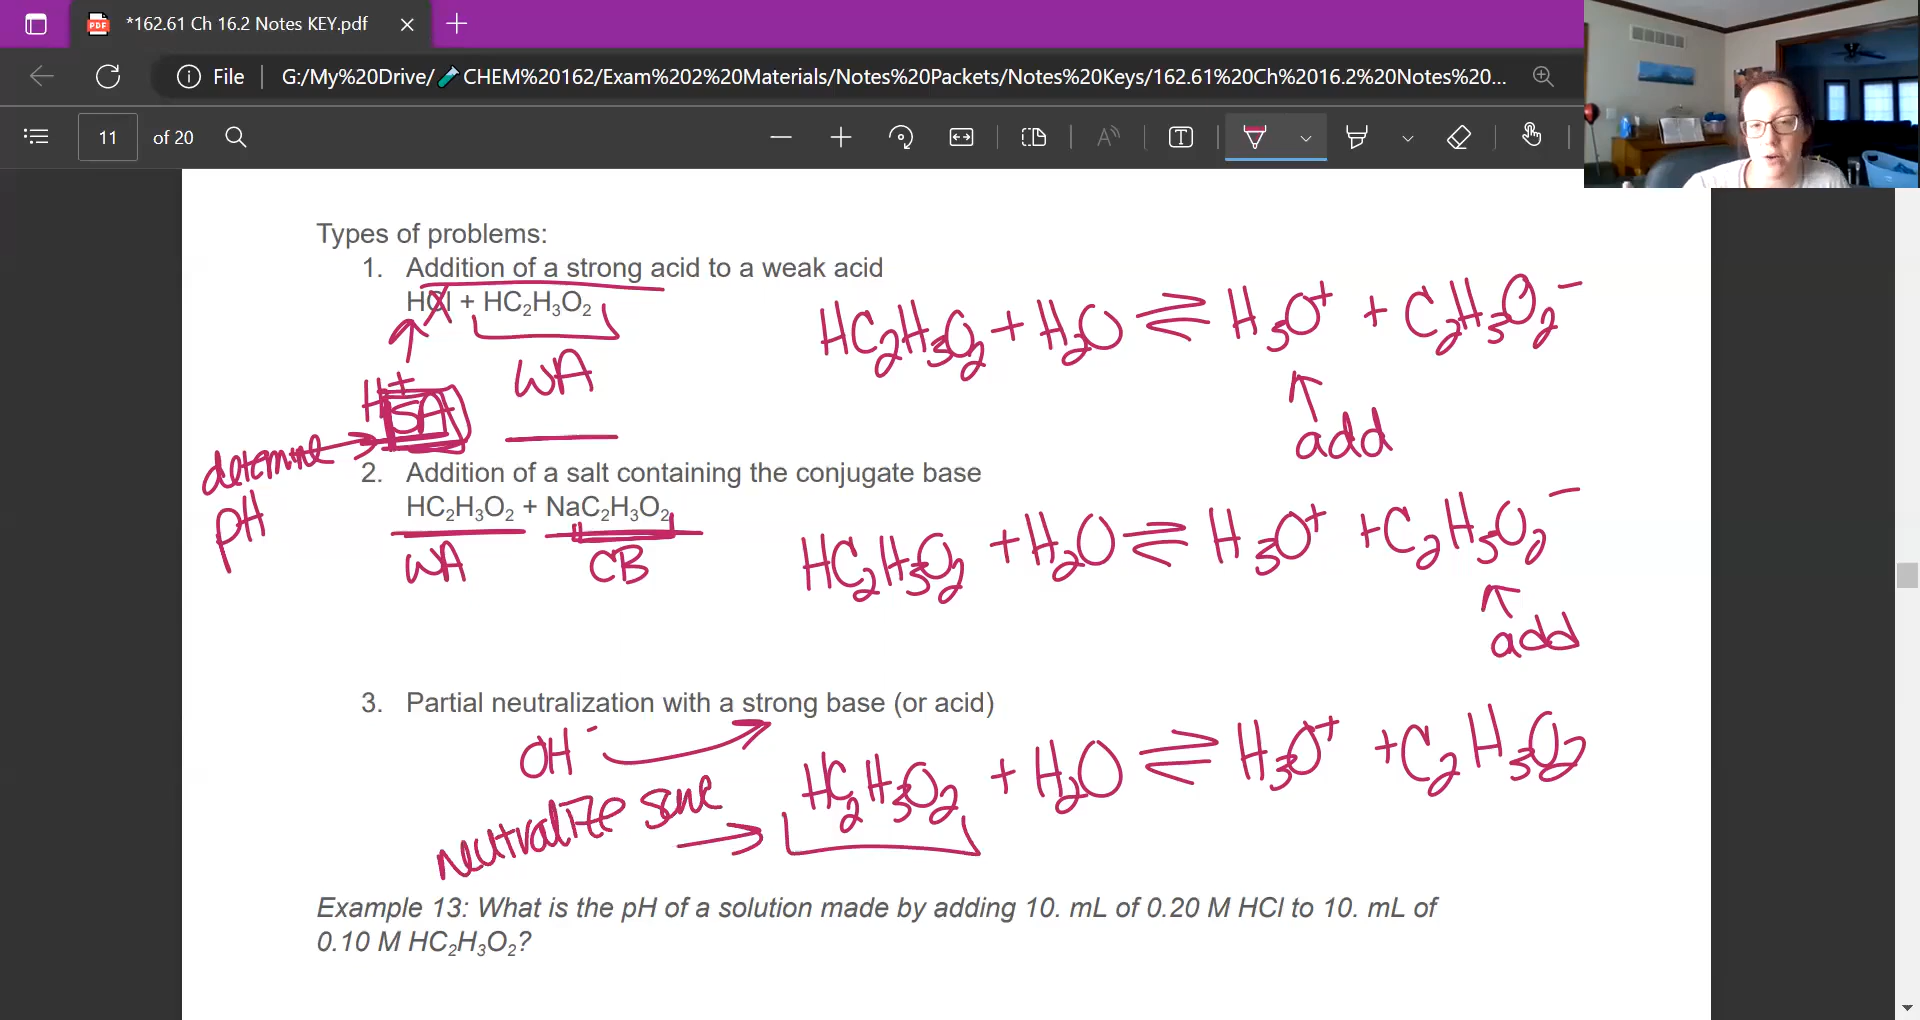 *162.61 Ch 16.2 Notes KEY.pdf
File
G:/My%20Drive/🧪CHEM%20162/Exam%202%20Materials/Notes%20Packets/Notes%20Keys/162.61%20Ch%2016.2%20Notes%20...
11 of 20
Types of problems:
1. Addition of a strong acid to a weak acid
HCl + HC₂H₃O₂
HC₂H₃O₂ + H₂O ⇌ H₃O⁺ + C₂H₃O₂⁻
WA
H⁺
SA
add
determine
pH
2. Addition of a salt containing the conjugate base
HC₂H₃O₂ + NaC₂H₃O₂
WA CB
HC₂H₃O₂ + H₂O ⇌ H₃O⁺ + C₂H₃O₂⁻
add
3. Partial neutralization with a strong base (or acid)
OH⁻
HC₂H₃O₂ + H₂O ⇌ H₃O⁺ + C₂H₃O₂
neutralize some
Example 13: What is the pH of a solution made by adding 10. mL of 0.20 M HCl to 10. mL of
0.10 M HC₂H₃O₂?